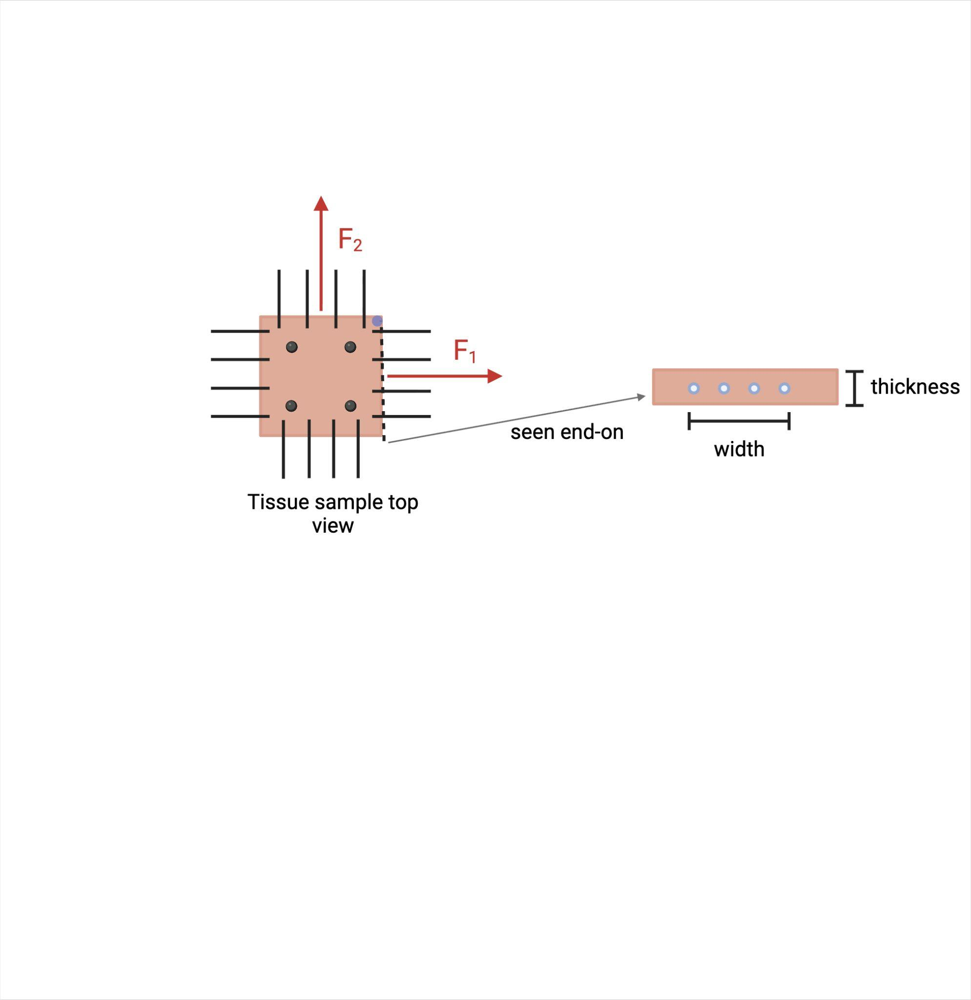 F₂
F₁
thickness
seen end-on
width
Tissue sample top
view